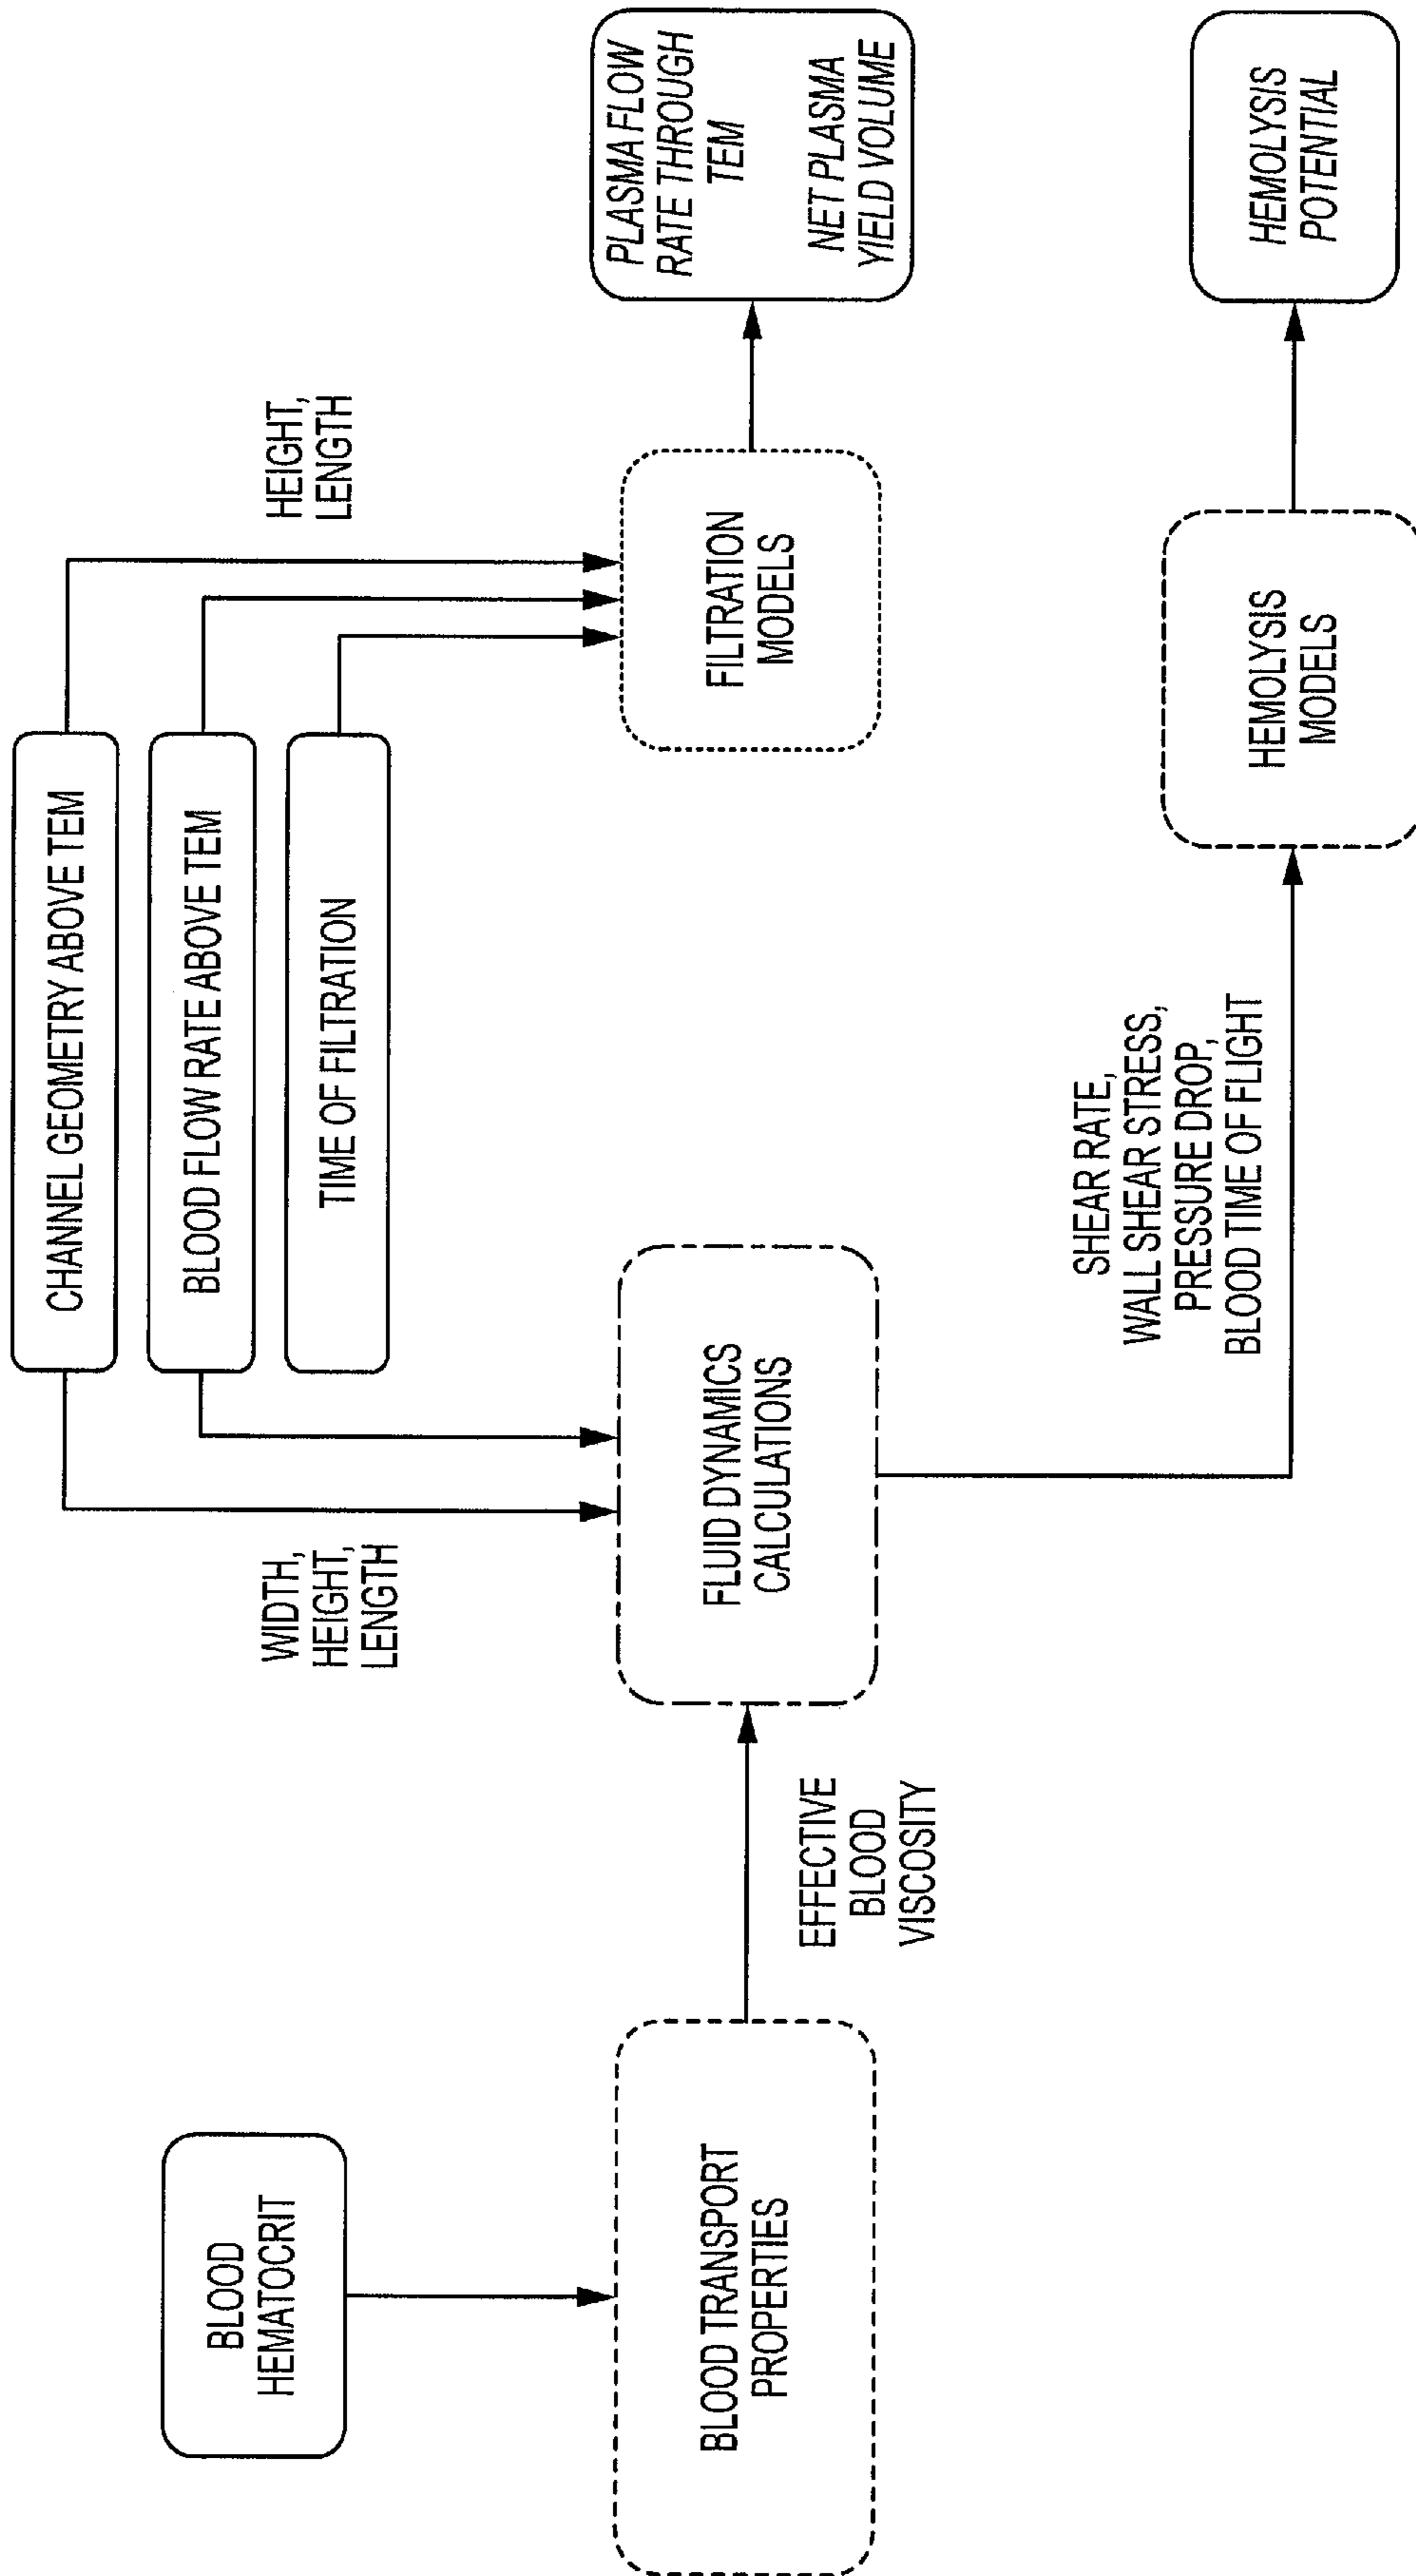 CHANNEL GEOMETRY ABOVE TEM
BLOOD FLOW RATE ABOVE TEM
TIME OF FILTRATION
BLOOD
HEMATOCRIT
WIDTH,
HEIGHT,
LENGTH
HEIGHT,
LENGTH
BLOOD TRANSPORT
PROPERTIES
EFFECTIVE
BLOOD
VISCOSITY
FLUID DYNAMICS
CALCULATIONS
FILTRATION
MODELS
PLASMA FLOW
RATE THROUGH
TEM
NET PLASMA
YIELD VOLUME
SHEAR RATE,
WALL SHEAR STRESS,
PRESSURE DROP,
BLOOD TIME OF FLIGHT
HEMOLYSIS
MODELS
HEMOLYSIS
POTENTIAL